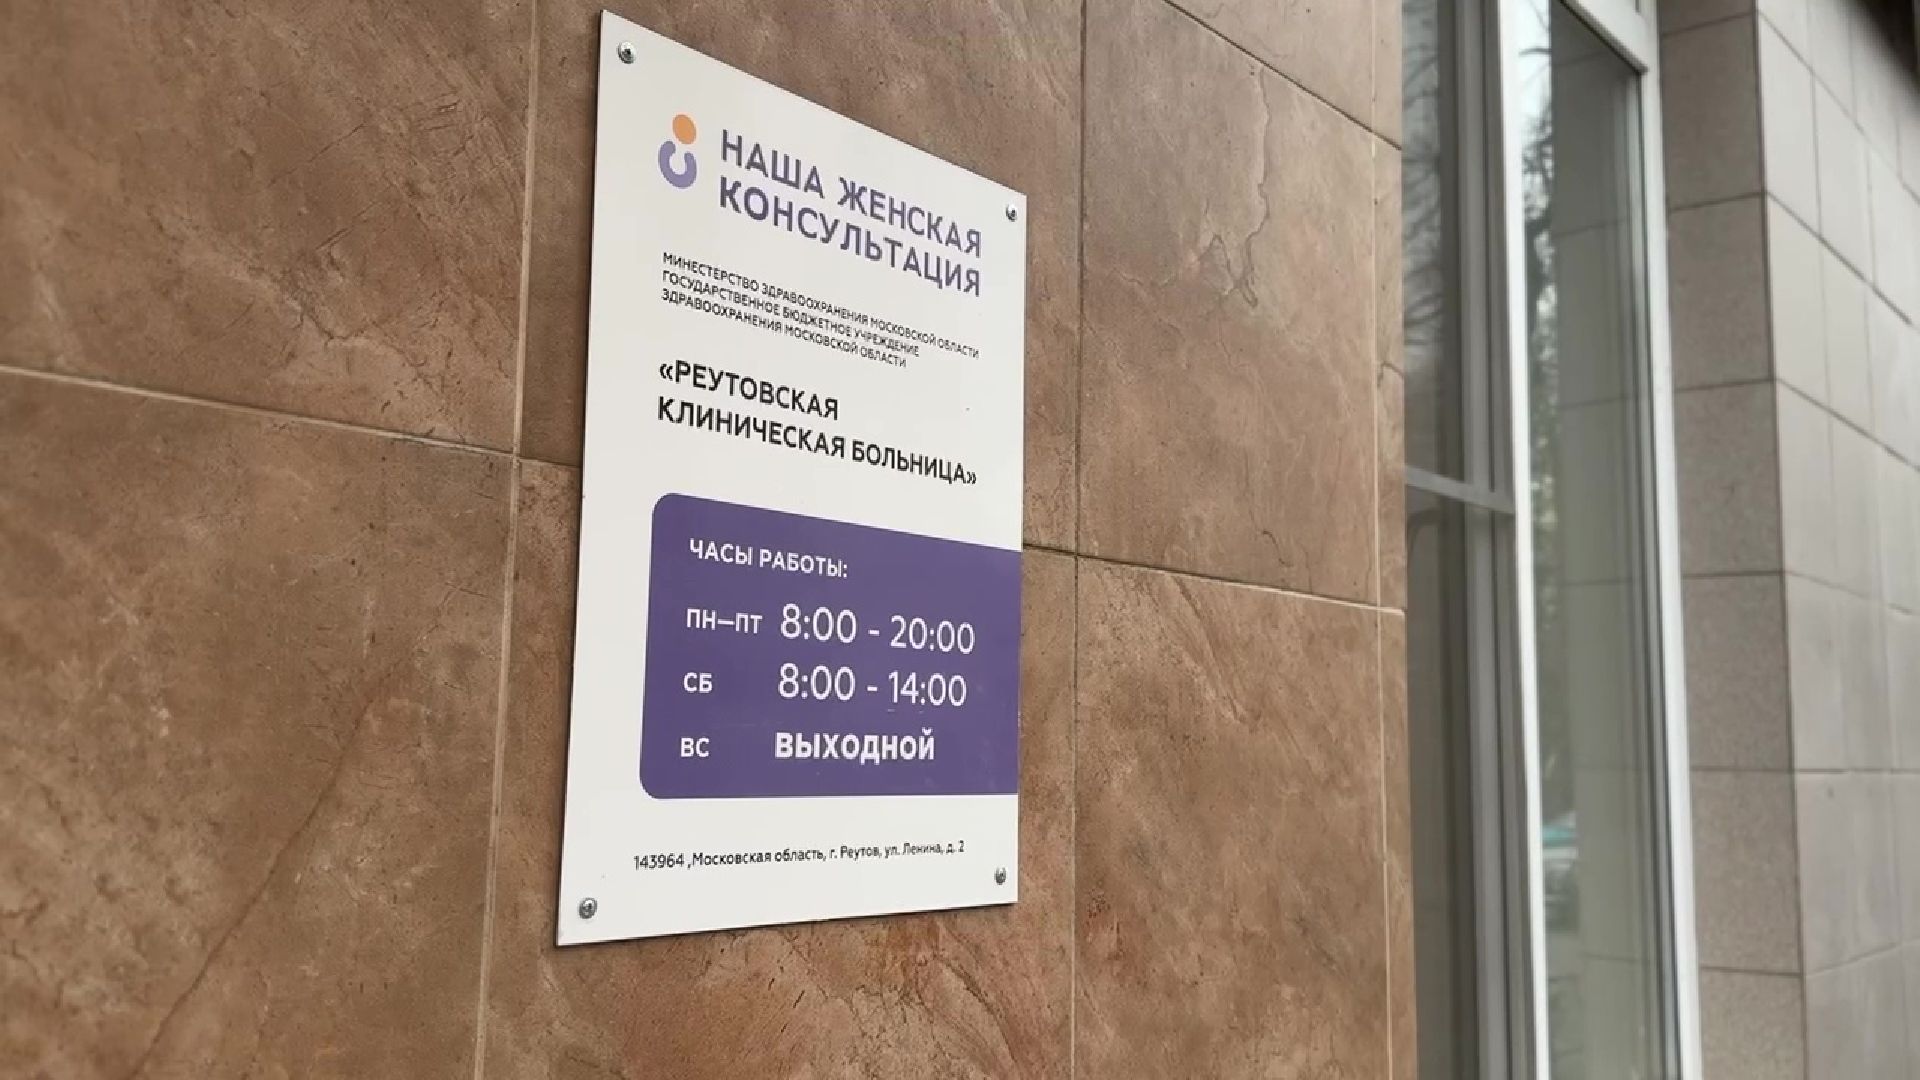 НАША ЖЕНСКАЯ
КОНСУЛЬТАЦИЯ
МИНЕСТЕРСТВО ЗДРАВООХРАНЕНИЯ МОСКОВСКОЙ ОБЛАСТИ
ГОСУДАРСТВЕННОЕ БЮДЖЕТНОЕ УЧРЕЖДЕНИЕ
ЗДРАВООХРАНЕНИЯ МОСКОВСКОЙ ОБЛАСТИ
«РЕУТОВСКАЯ
КЛИНИЧЕСКАЯ БОЛЬНИЦА»
ЧАСЫ РАБОТЫ:
ПН–ПТ 8:00 - 20:00
СБ 8:00 - 14:00
ВС ВЫХОДНОЙ
143964 ,Московская область, г. Реутов, ул. Ленина, д. 2